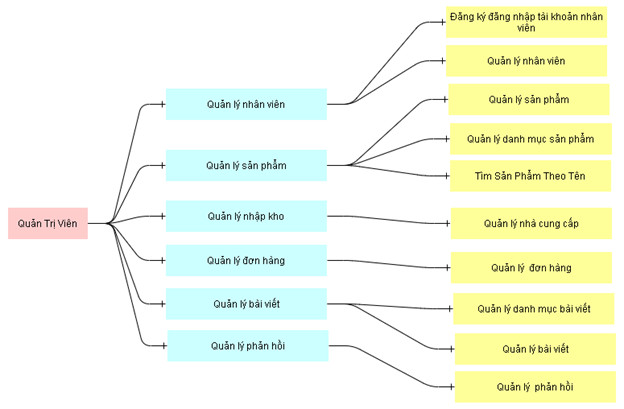 Đăng ký đăng nhập tài khoản nhân
viên
Quản lý nhân viên
Quản lý nhân viên
Quản lý sản phẩm
Quản lý danh mục sản phẩm
Quản lý sản phẩm
Tìm Sản Phẩm Theo Tên
Quản Trị Viên
Quản lý nhập kho
Quản lý nhà cung cấp
Quản lý đơn hàng
Quản lý đơn hàng
Quản lý bài viết
Quản lý danh mục bài viết
Quản lý phản hồi
Quản lý bài viết
Quản lý phản hồi